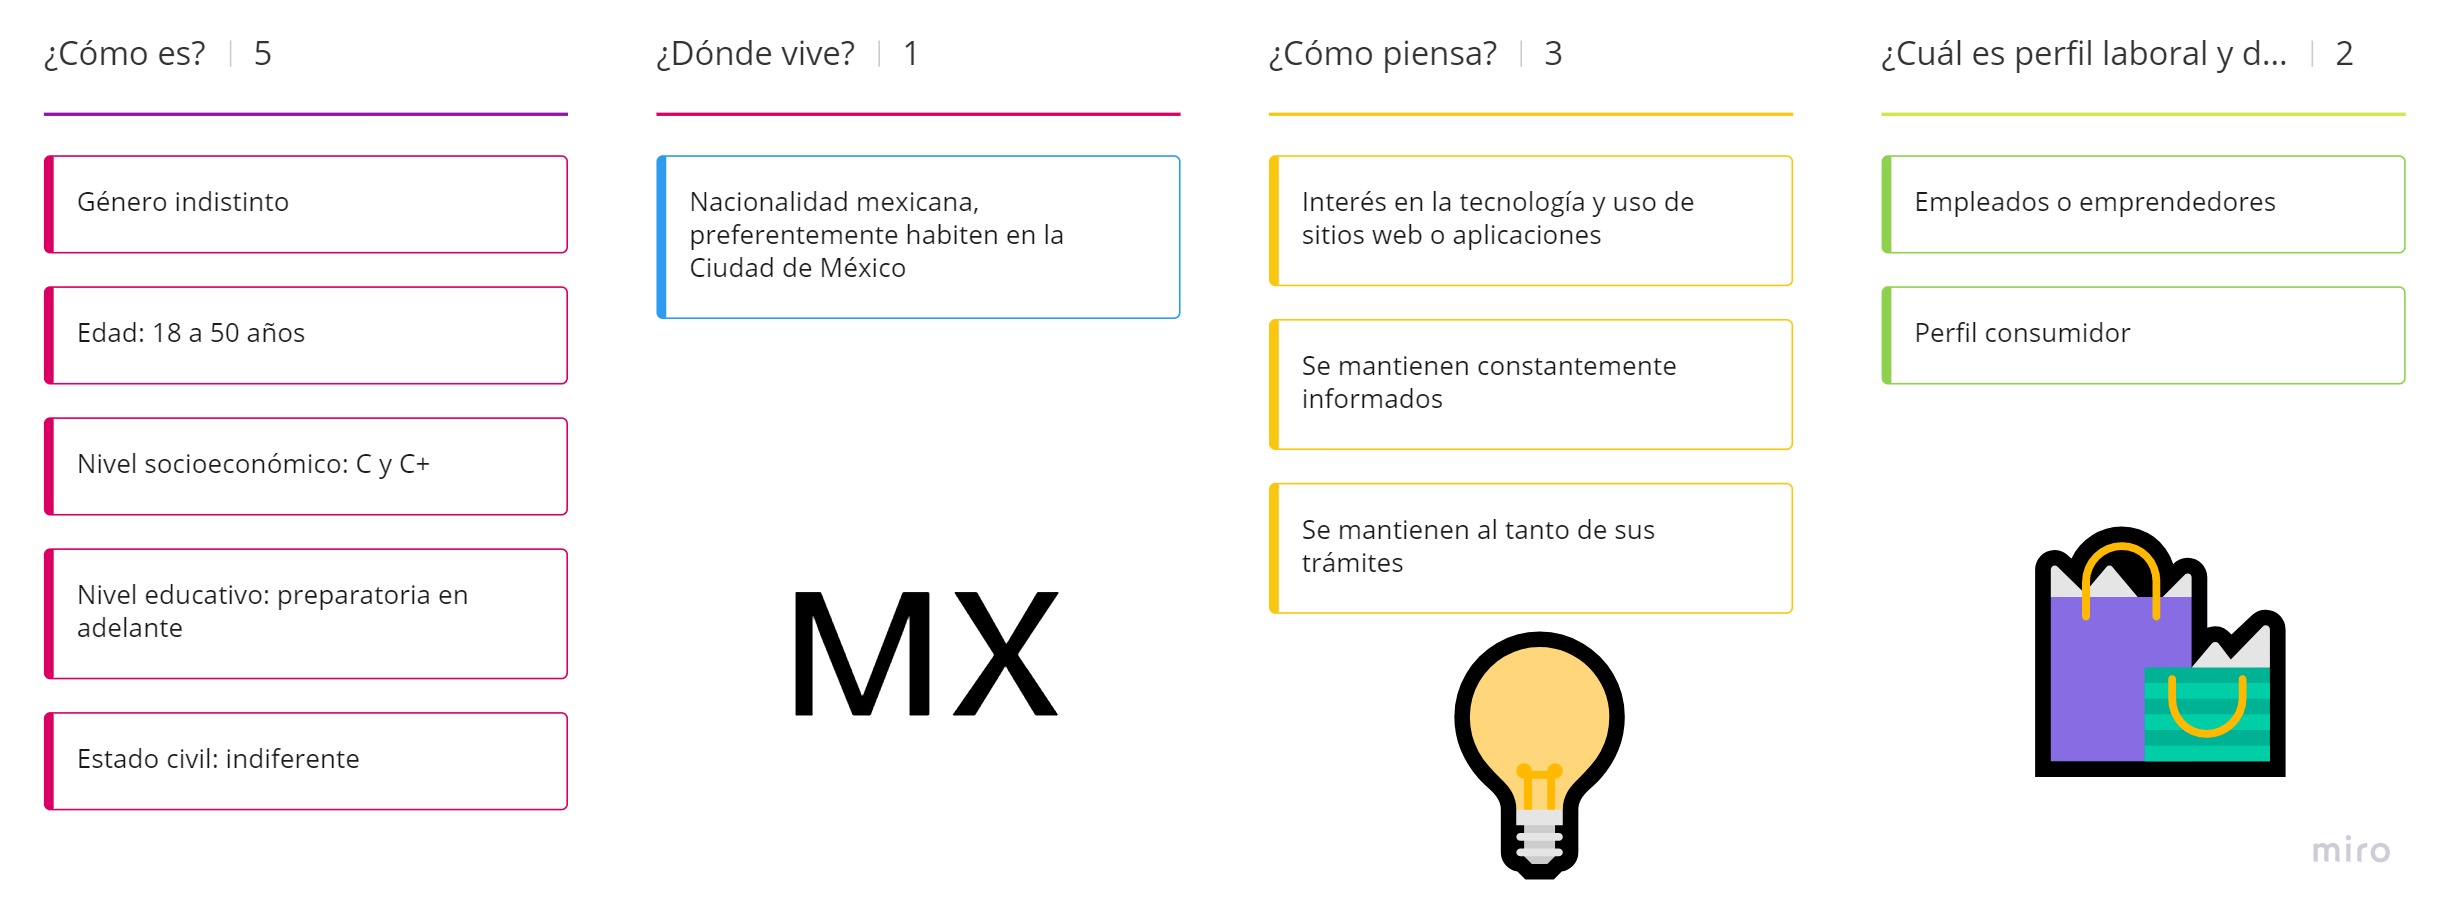 ¿Cómo es? | 5
Género indistinto
Edad: 18 a 50 años
Nivel socioeconómico: C y C+
Nivel educativo: preparatoria en
adelante
Estado civil: indiferente
¿Dónde vive? | 1
Nacionalidad mexicana,
preferentemente habiten en la
Ciudad de México
MX
¿Cómo piensa? | 3
Interés en la tecnología y uso de
sitios web o aplicaciones
Se mantienen constantemente
informados
Se mantienen al tanto de sus
trámites
¿Cuál es perfil laboral y d... | 2
Empleados o emprendedores
Perfil consumidor
miro